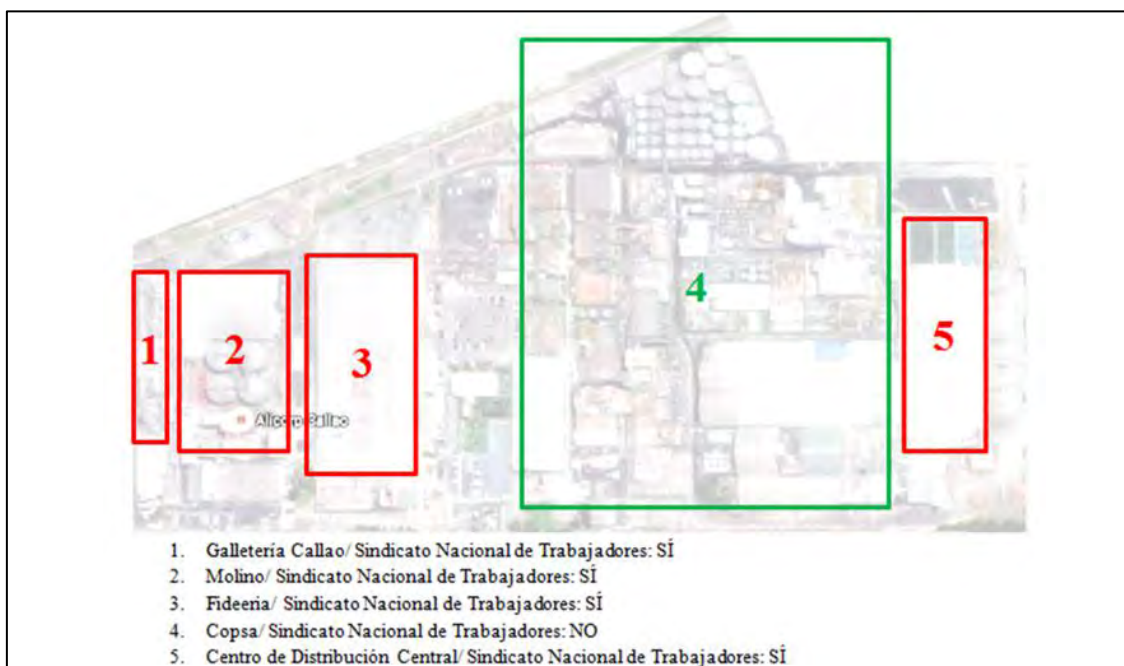 4
1
2
3
5
Alicorp Callao
1. Galletería Callao/ Sindicato Nacional de Trabajadores: SÍ
2. Molino/ Sindicato Nacional de Trabajadores: SÍ
3. Fideeria/ Sindicato Nacional de Trabajadores: SÍ
4. Copsa/ Sindicato Nacional de Trabajadores: NO
5. Centro de Distribución Central/ Sindicato Nacional de Trabajadores: SÍ